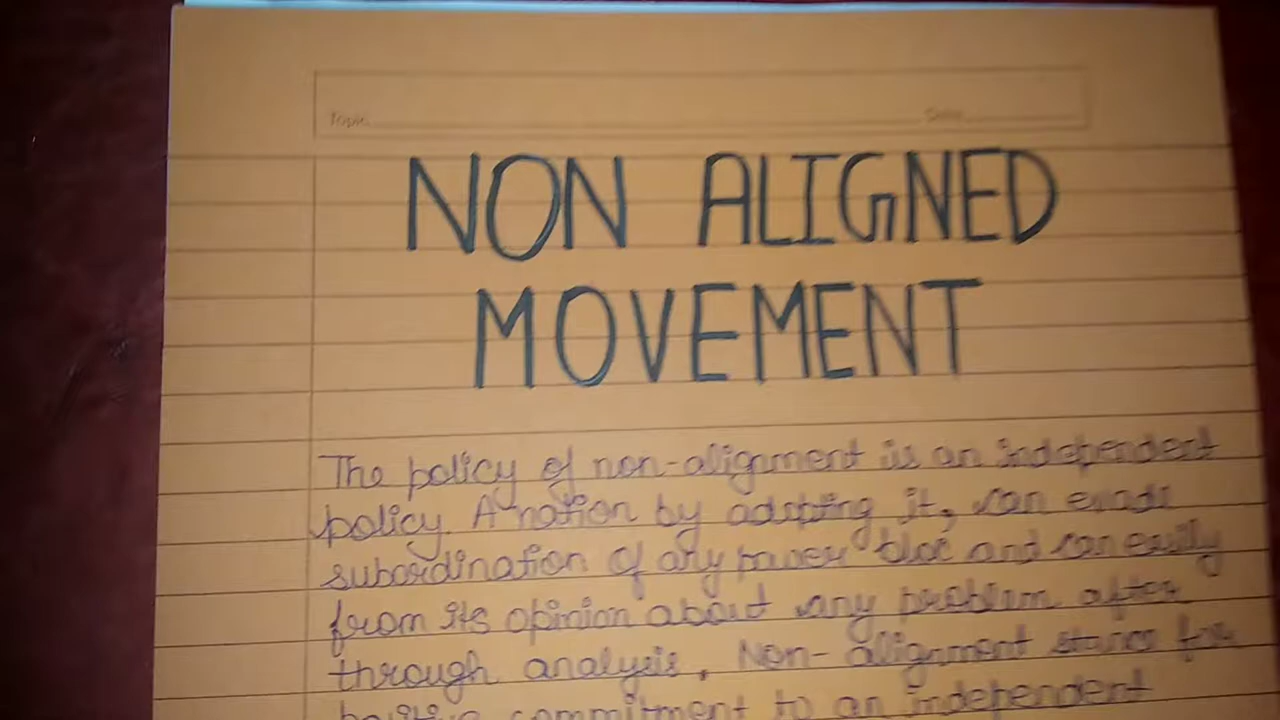 Topic Date
NON ALIGNED
MOVEMENT
The policy of non-alignment is an independent
policy. A nation by adopting it, can evade
subordination of any power bloc and can easily
from its opinion about any problem after
through analysis. Non-alignment stands for
commitment to an independent